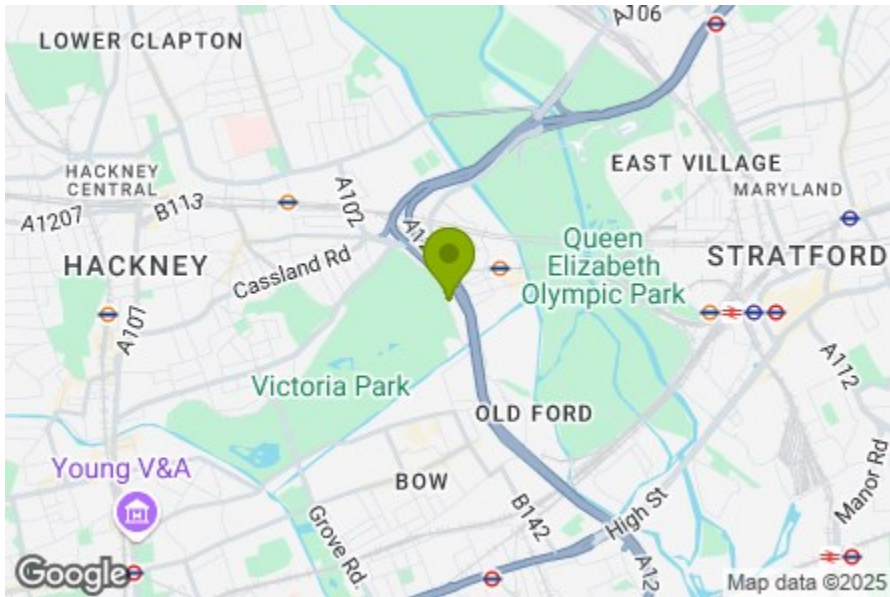 A106
LOWER CLAPTON
EAST VILLAGE
HACKNEY
CENTRAL
MARYLAND
A1207
B113
A102
A12
Cassland Rd
HACKNEY
Queen
Elizabeth
Olympic Park
STRATFORD
A107
A112
Victoria Park
OLD FORD
Young V&A
BOW
Manor Rd
Grove Rd.
B142
High St
A12
Google
Map data ©2025